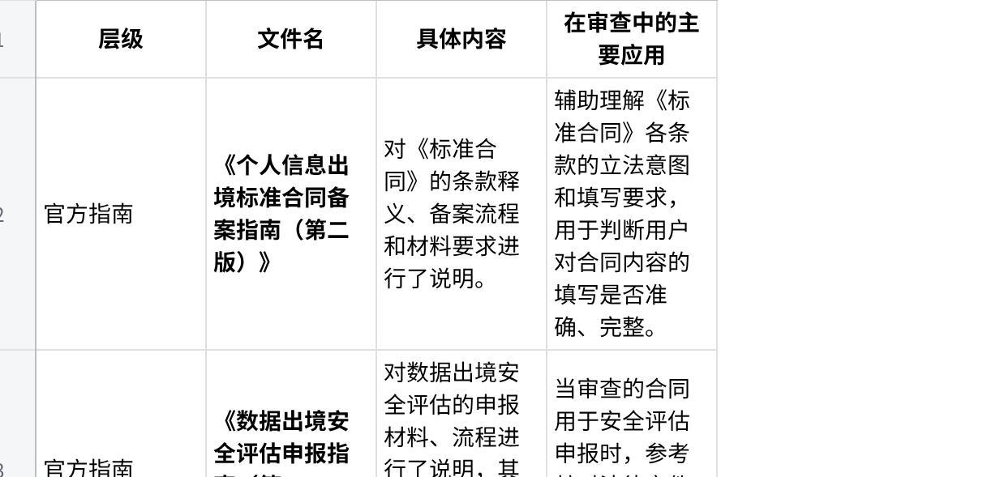 层级
文件名
具体内容
在审查中的主
要应用
2
官方指南
《个人信息出
境标准合同备
案指南（第二
版）》
对《标准合
同》的条款释
义、备案流程
和材料要求进
行了说明。
辅助理解《标
准合同》各条
款的立法意图
和填写要求，
用于判断用户
对合同内容的
填写是否准
确、完整。
官方指南
《数据出境安
全评估申报指
对数据出境安
全评估的申报
材料、流程进
行了说明，其
当审查的合同
用于安全评估
申报时，参考